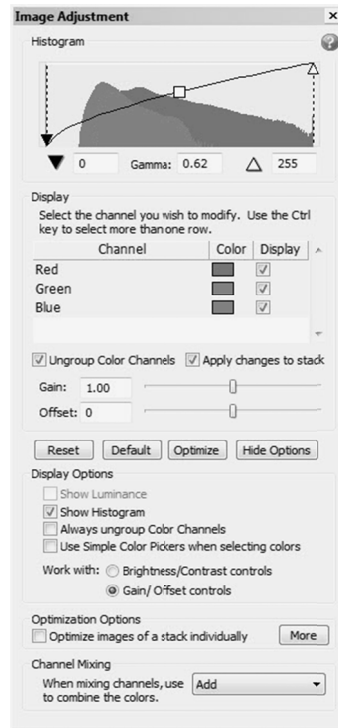 Image Adjustment
Histogram
0 Gamma: 0.62 255
Display
Select the channel you wish to modify. Use the Ctrl
key to select more than one row.
Channel Color Display
Red
Green
Blue
Ungroup Color Channels Apply changes to stack
Gain: 1.00
Offset: 0
Reset Default Optimize Hide Options
Display Options
Show Luminance
Show Histogram
Always ungroup Color Channels
Use Simple Color Pickers when selecting colors
Work with: Brightness/Contrast controls
Gain/Offset controls
Optimization Options
Optimize images of a stack individually More
Channel Mixing
When mixing channels, use Add
to combine the colors.